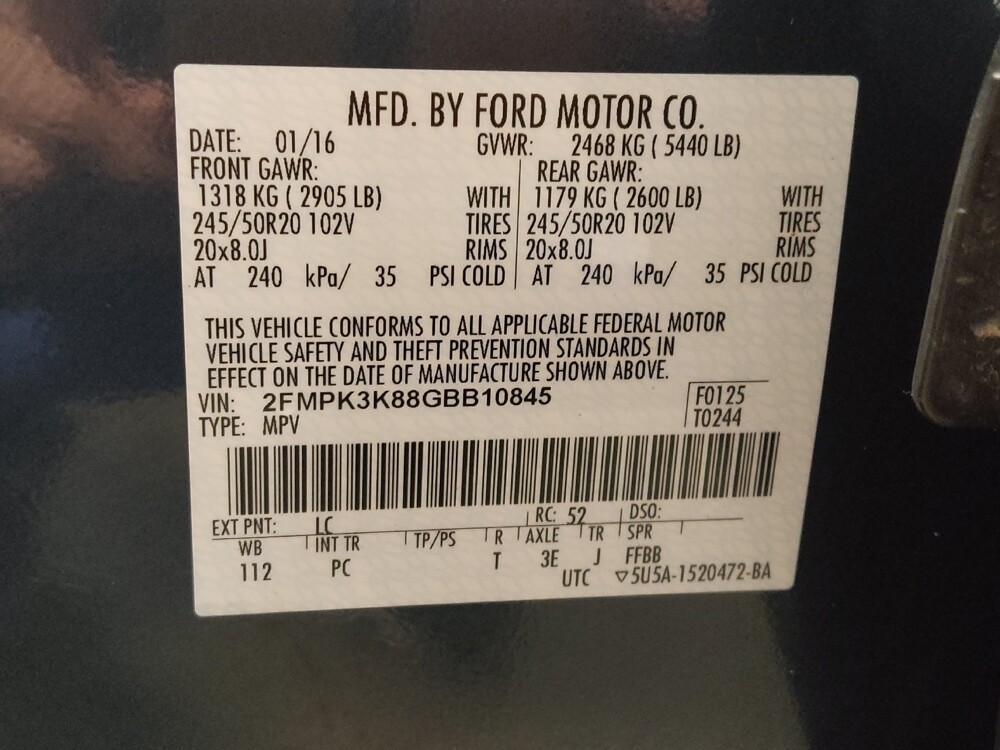 MFD. BY FORD MOTOR CO.
DATE: 01/16 GVWR: 2468 KG ( 5440 LB)
FRONT GAWR: REAR GAWR:
1318 KG ( 2905 LB) WITH 1179 KG ( 2600 LB) WITH
245/50R20 102V TIRES 245/50R20 102V TIRES
20x8.0J RIMS 20x8.0J RIMS
AT 240 kPa/ 35 PSI COLD AT 240 kPa/ 35 PSI COLD
THIS VEHICLE CONFORMS TO ALL APPLICABLE FEDERAL MOTOR
VEHICLE SAFETY AND THEFT PREVENTION STANDARDS IN
EFFECT ON THE DATE OF MANUFACTURE SHOWN ABOVE.
VIN: 2FMPK3K88GBB10845 F0125
TYPE: MPV T0244
EXT PNT: LC RC: 52 DSO:
WB INT TR TP/PS R AXLE TR SPR
112 PC T 3E J FFBB
UTC ▽5U5A-1520472-BA